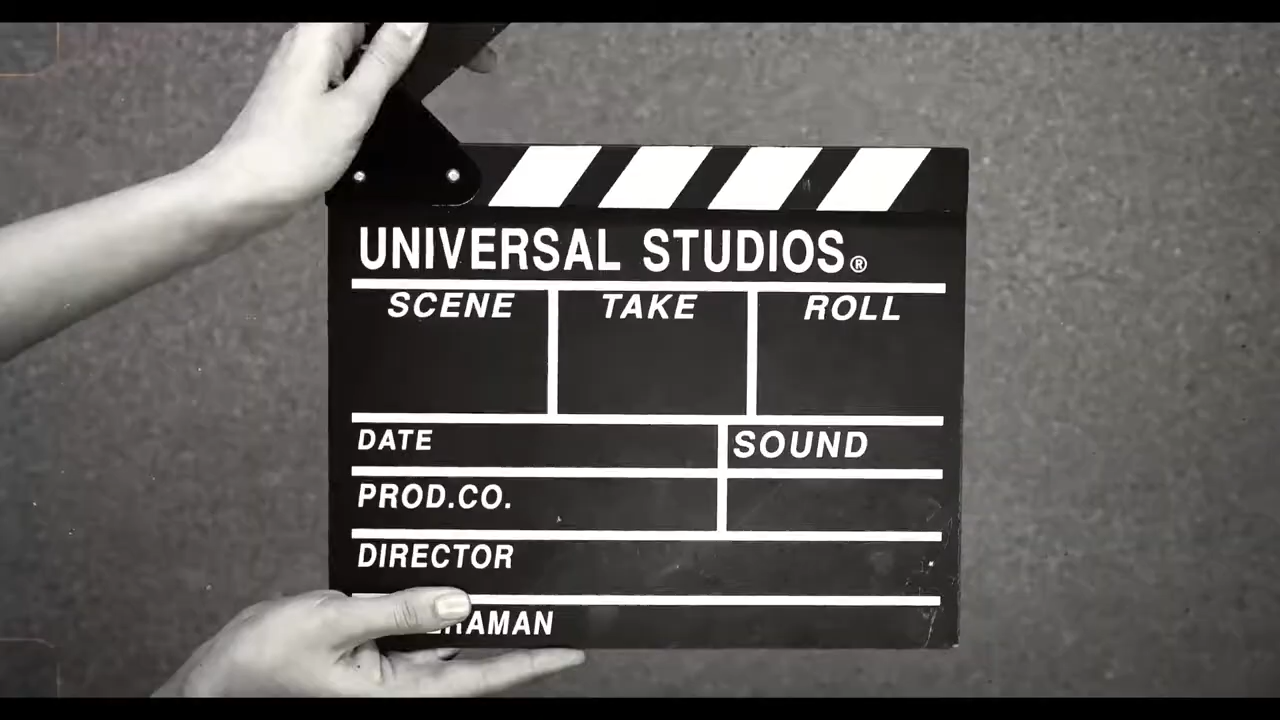 UNIVERSAL STUDIOS®
SCENE TAKE ROLL
DATE SOUND
PROD.CO.
DIRECTOR